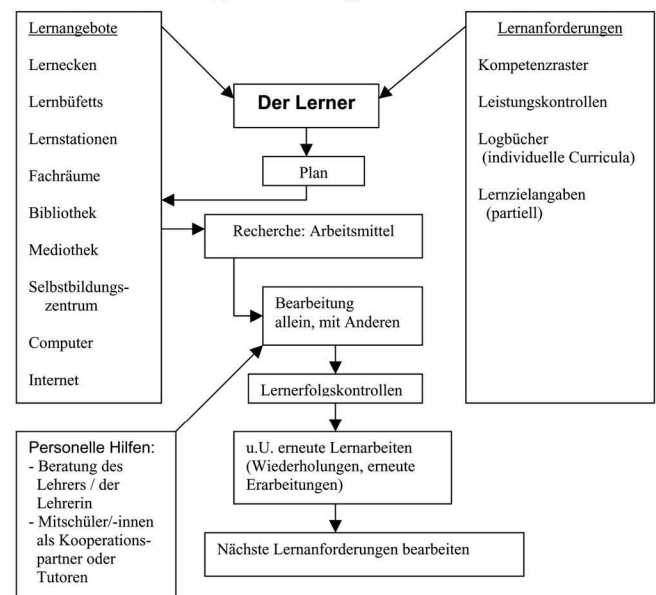 Lernangebote
Lernecken
Lernbüfetts
Lernstationen
Fachräume
Bibliothek
Mediothek
Selbstbildungs-
zentrum
Computer
Internet
Der Lerner
Plan
Recherche: Arbeitsmittel
Bearbeitung
allein, mit Anderen
Lernerfolgskontrollen
u.U. erneute Lernarbeiten
(Wiederholungen, erneute
Erarbeitungen)
Nächste Lernanforderungen bearbeiten
Lernanforderungen
Kompetenzraster
Leistungskontrollen
Logbücher
(individuelle Curricula)
Lernzielangaben
(partiell)
Personelle Hilfen:
- Beratung des
Lehrers / der
Lehrerin
- Mitschüler/-innen
als Kooperations-
partner oder
Tutoren